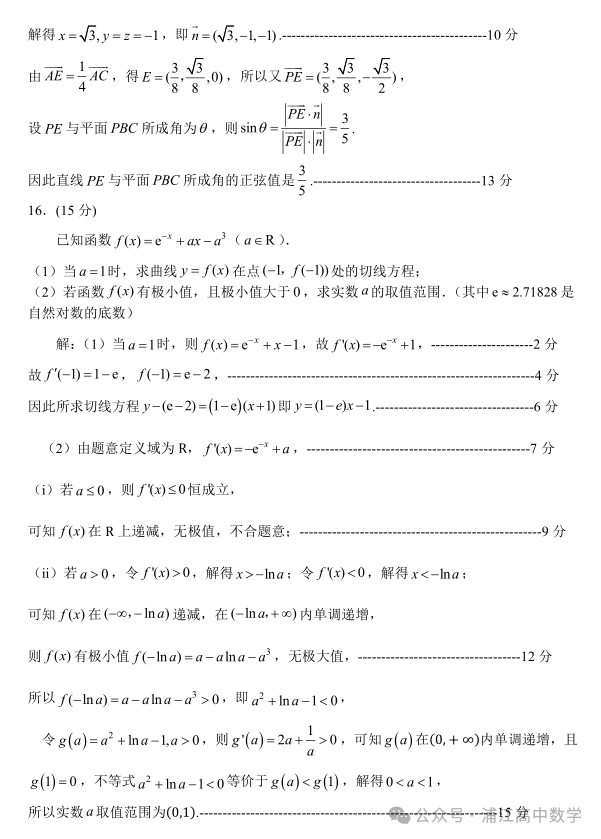 解得 x = √3, y = z = −1，即 n⃗ = (√3, −1, −1).--------------------------------------------10 分
由 AE⃗ = 1/4 AC⃗，得 E = (3/8, √3/8, 0)，所以又 PE⃗ = (3/8, √3/8, −√3/2)，
设 PE 与平面 PBC 所成角为 θ，则 sinθ = |PE⃗ · n⃗| / |PE⃗| · |n⃗| = 3/5.
因此直线 PE 与平面 PBC 所成角的正弦值是 3/5.------------------------------------13 分
16．(15 分)
已知函数 f(x) = e^{−x} + ax − a³（a ∈ R）.
（1）当 a = 1 时，求曲线 y = f(x) 在点 (−1, f(−1)) 处的切线方程；
（2）若函数 f(x) 有极小值，且极小值大于 0，求实数 a 的取值范围．（其中 e ≈ 2.71828 是
自然对数的底数）
解：（1）当 a = 1 时，则 f(x) = e^{−x} + x − 1，故 f'(x) = −e^{−x} + 1，----------------------2 分
故 f'(−1) = 1 − e，f(−1) = e − 2，------------------------------------------------------------------4 分
因此所求切线方程 y − (e − 2) = (1 − e)(x + 1) 即 y = (1 − e)x − 1.----------------------------------6 分
（2）由题意定义域为 R，f'(x) = −e^{−x} + a，------------------------------------------------7 分
（i）若 a ≤ 0，则 f'(x) ≤ 0 恒成立，
可知 f(x) 在 R 上递减，无极值，不合题意；----------------------------------------------------9 分
（ii）若 a > 0，令 f'(x) > 0，解得 x > −ln a；令 f'(x) < 0，解得 x < −ln a；
可知 f(x) 在 (−∞, −ln a) 递减，在 (−ln a, +∞) 内单调递增，
则 f(x) 有极小值 f(−ln a) = a − a ln a − a³，无极大值，-----------------------------------12 分
所以 f(−ln a) = a − a ln a − a³ > 0，即 a² + ln a − 1 < 0，
令 g(a) = a² + ln a − 1, a > 0，则 g'(a) = 2a + 1/a > 0，可知 g(a) 在(0, + ∞)内单调递增，且
g(1) = 0，不等式 a² + ln a − 1 < 0 等价于 g(a) < g(1)，解得 0 < a < 1，
所以实数 a 取值范围为(0,1).----------------------------------------------------------------15 分
公众号 · 浦江高中数学